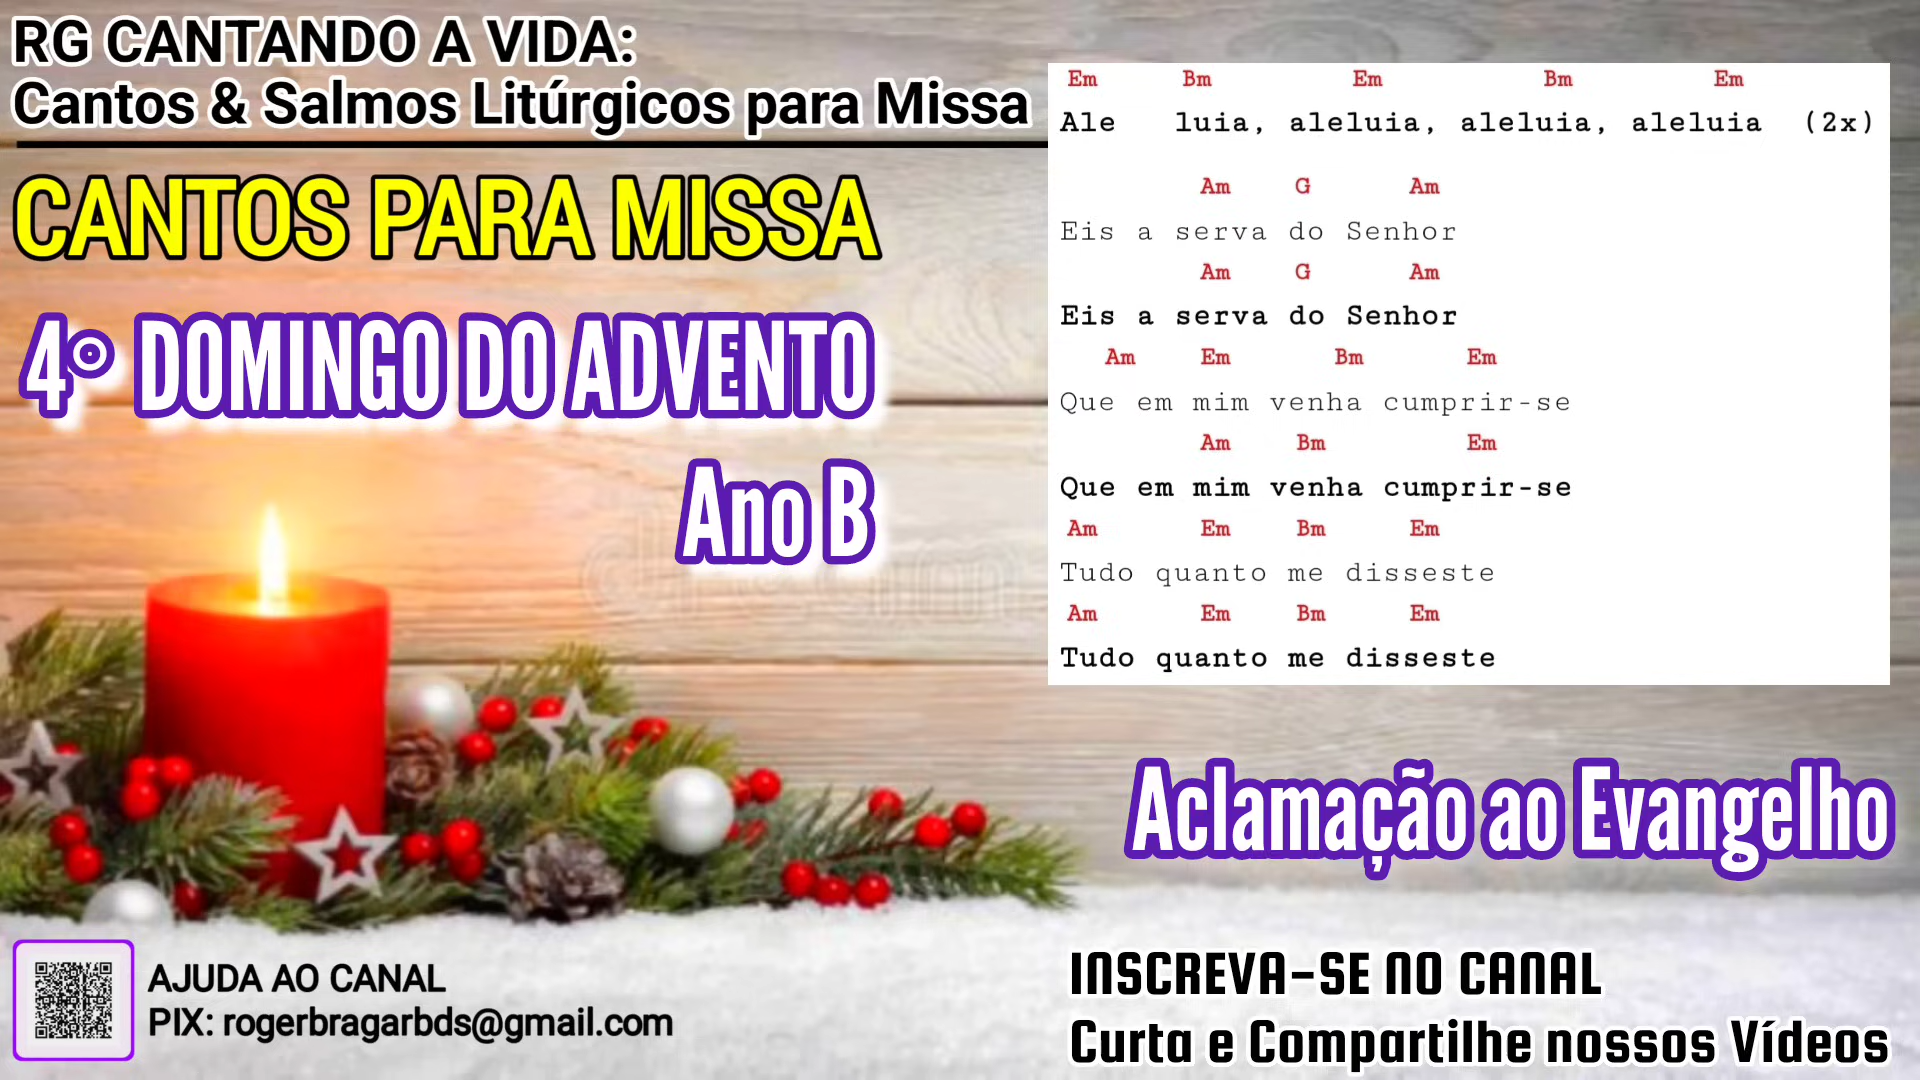 RG CANTANDO A VIDA:
Cantos & Salmos Litúrgicos para Missa
CANTOS PARA MISSA
4º DOMINGO DO ADVENTO
Ano B
Em Bm Em Bm Em
Ale luia, aleluia, aleluia, aleluia (2x)
Am G Am
Eis a serva do Senhor
Am G Am
Eis a serva do Senhor
Am Em Bm Em
Que em mim venha cumprir-se
Am Bm Em
Que em mim venha cumprir-se
Am Em Bm Em
Tudo quanto me disseste
Am Em Bm Em
Tudo quanto me disseste
Aclamação ao Evangelho
AJUDA AO CANAL
PIX: rogerbragarbds@gmail.com
INSCREVA-SE NO CANAL
Curta e Compartilhe nossos Vídeos